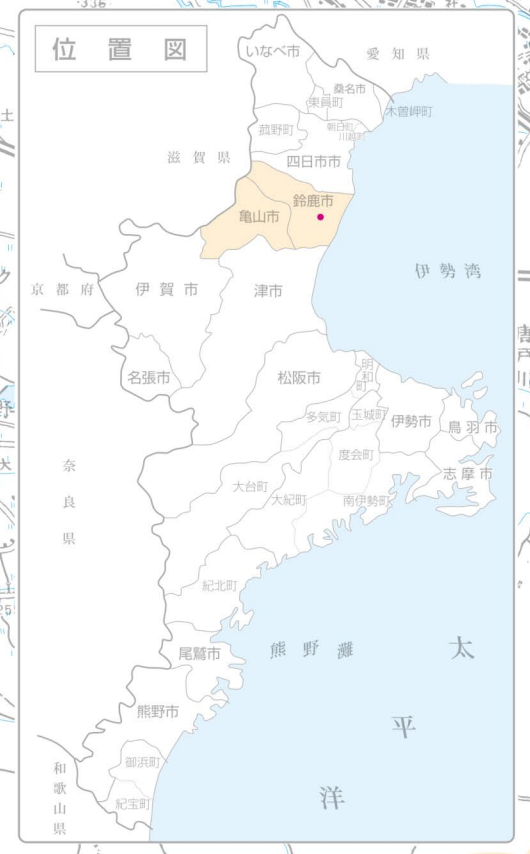 位置図
いなべ市
愛知県
桑名市
東員町
木曽岬町
菰野町
朝日町
川越町
四日市市
滋賀県
鈴鹿市
亀山市
伊勢湾
京都府
伊賀市
津市
名張市
松阪市
明和町
多気町
玉城町
伊勢市
鳥羽市
度会町
志摩市
奈良県
大台町
大紀町
南伊勢町
紀北町
尾鷲市
熊野灘
太平洋
熊野市
御浜町
和歌山県
紀宝町